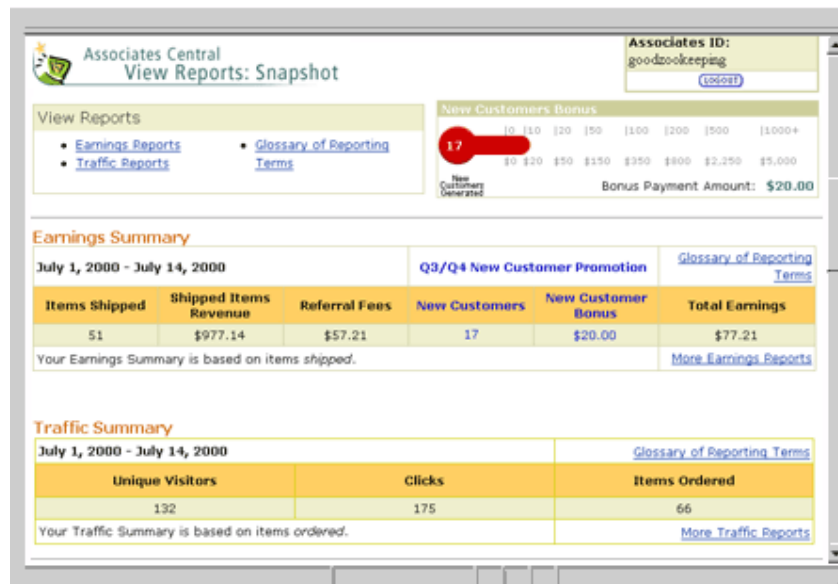 Associates Central
View Reports: Snapshot
Associates ID:
goodzookeeping
LOGOUT
View Reports
• Earnings Reports
• Traffic Reports
• Glossary of Reporting
Terms
New Customers Bonus
|0 |10 |20 |50 |100 |200 |500 |1000+
17
$0 $20 $50 $150 $350 $800 $2,250 $5,000
New
Customers
Generated
Bonus Payment Amount: $20.00
Earnings Summary
July 1, 2000 - July 14, 2000 Q3/Q4 New Customer Promotion Glossary of Reporting
Terms
Items Shipped Shipped Items Revenue Referral Fees New Customers New Customer Bonus Total Earnings
51 $977.14 $57.21 17 $20.00 $77.21
Your Earnings Summary is based on items shipped. More Earnings Reports
Traffic Summary
July 1, 2000 - July 14, 2000 Glossary of Reporting Terms
Unique Visitors Clicks Items Ordered
132 175 66
Your Traffic Summary is based on items ordered. More Traffic Reports